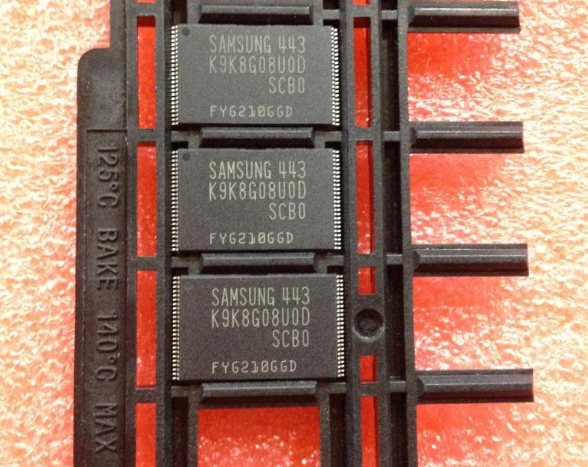 SAMSUNG 443
K9K8G08U0D
SCB0
FYG210GGD
SAMSUNG 443
K9K8G08U0D
SCB0
FYG210GGD
SAMSUNG 443
K9K8G08U0D
SCB0
FYG210GGD
125°C BAKE 140°C MAX